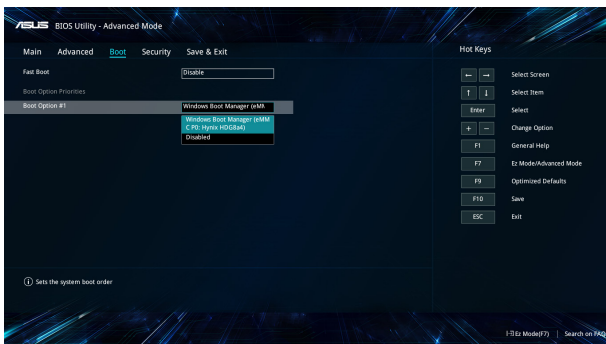 ASUS BIOS Utility - Advanced Mode
Main Advanced Boot Security Save & Exit
Hot Keys
Fast Boot Disable
Boot Option Priorities
Boot Option #1 Windows Boot Manager (eMM
Windows Boot Manager (eMM
C P0: Hynix HDG8a4)
Disabled
← → Select Screen
↑ ↓ Select Item
Enter Select
+ − Change Option
F1 General Help
F7 Ez Mode/Advanced Mode
F9 Optimized Defaults
F10 Save
ESC Exit
Sets the system boot order
Ez Mode(F7) | Search on FAQ